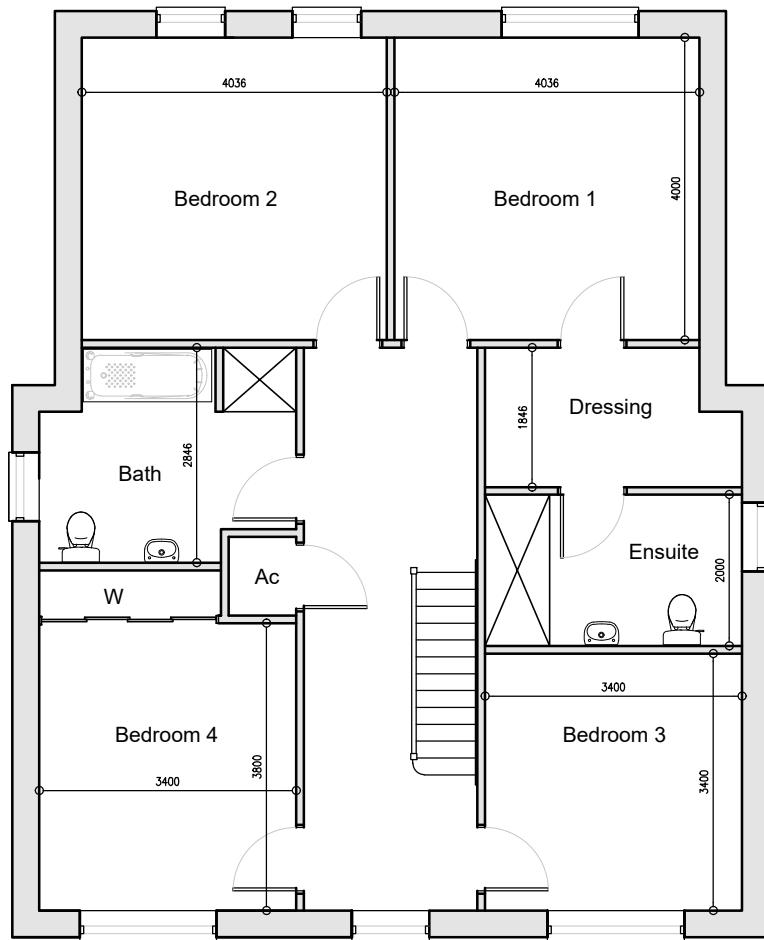 4036
4036
Bedroom 2
Bedroom 1
4000
Dressing
1846
Bath
2846
Ensuite
2000
Ac
W
3400
Bedroom 4
Bedroom 3
3800
3400
3400